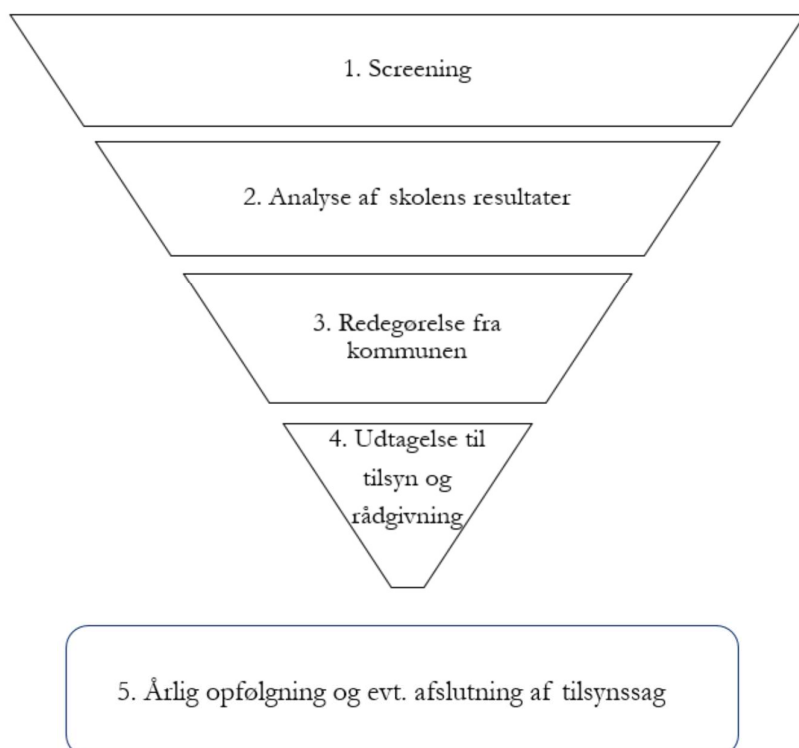 1. Screening
2. Analyse af skolens resultater
3. Redegørelse fra
kommunen
4. Udtagelse til
tilsyn og
rådgivning
5. Årlig opfølgning og evt. afslutning af tilsynssag